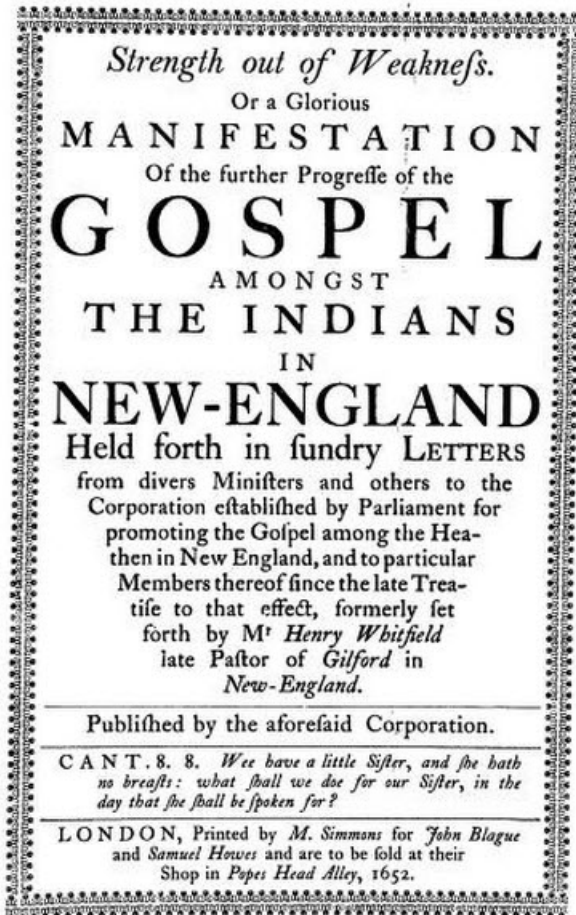 Strength out of Weakneſs.
Or a Glorious
MANIFESTATION
Of the further Progreſſe of the
GOSPEL
AMONGST
THE INDIANS
IN
NEW-ENGLAND
Held forth in ſundry LETTERS
from divers Miniſters and others to the
Corporation eſtabliſhed by Parliament for
promoting the Goſpel among the Hea-
then in New England, and to particular
Members thereof ſince the late Trea-
tiſe to that effect, formerly ſet
forth by Mʳ Henry Whitfield
late Paſtor of Gilford in
New-England.
Publiſhed by the aforeſaid Corporation.
CANT. 8. 8. Wee have a little Siſter, and ſhe hath
no breaſts: what ſhall we doe for our Siſter, in the
day that ſhe ſhall be ſpoken for?
LONDON, Printed by M. Simmons for John Blague
and Samuel Howes and are to be ſold at their
Shop in Popes Head Alley, 1652.